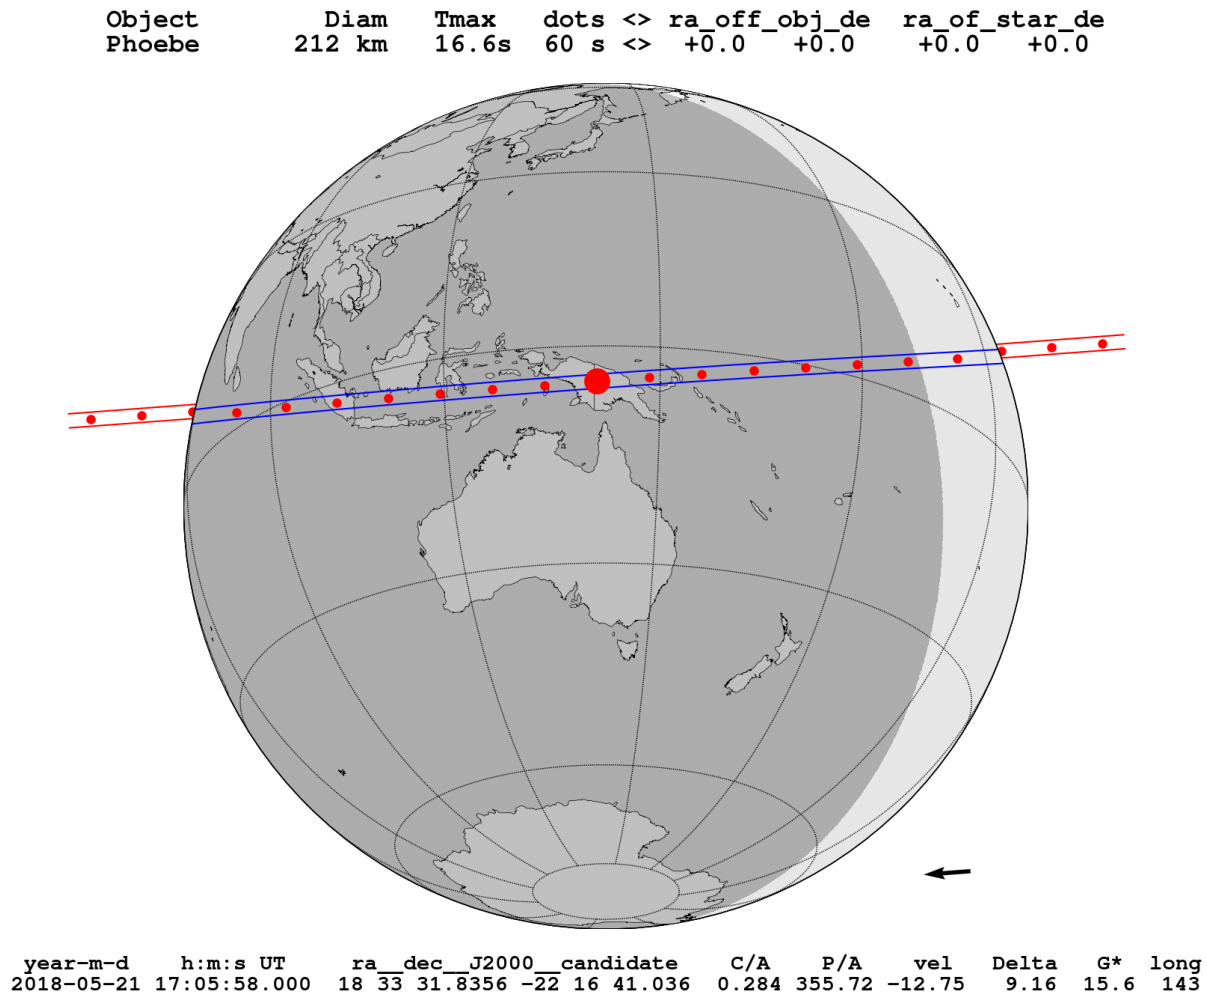 Object Diam Tmax dots <> ra_off_obj_de ra_of_star_de
Phoebe 212 km 16.6s 60 s <> +0.0 +0.0 +0.0 +0.0
year-m-d h:m:s UT ra__dec__J2000__candidate C/A P/A vel Delta G* long
2018-05-21 17:05:58.000 18 33 31.8356 -22 16 41.036 0.284 355.72 -12.75 9.16 15.6 143